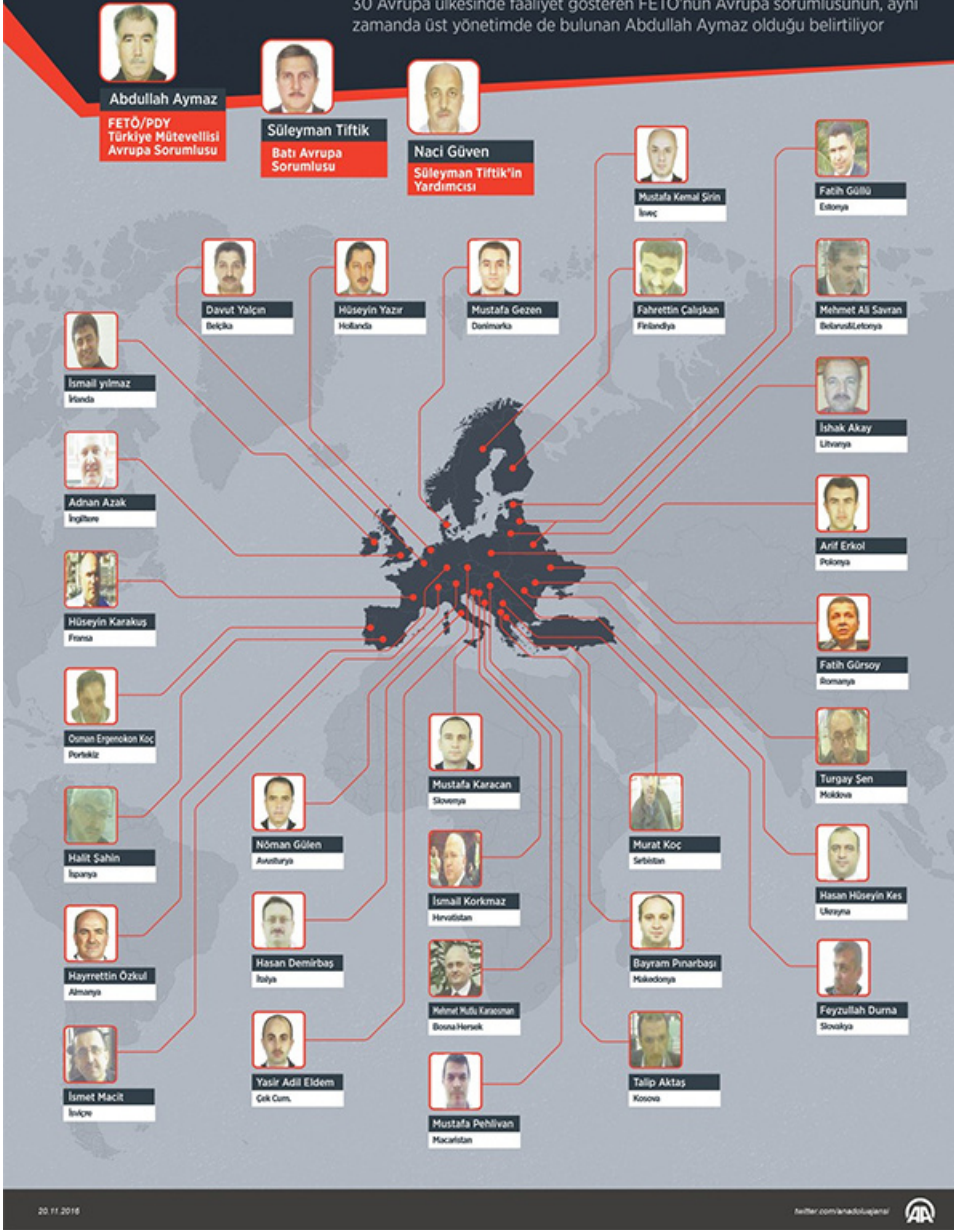 30 Avrupa ülkesinde faaliyet gösteren FETÖ'nün Avrupa sorumlusunun, aynı
zamanda üst yönetimde de bulunan Abdullah Aymaz olduğu belirtiliyor
Abdullah Aymaz
FETÖ/PDY
Türkiye Mütevellisi
Avrupa Sorumlusu
Süleyman Tiftik
Batı Avrupa
Sorumlusu
Naci Güven
Süleyman Tiftik'in
Yardımcısı
Mustafa Kemal Şirin
İsveç
Fatih Güllü
Estonya
Davut Yalçın
Belçika
Hüseyin Yazır
Hollanda
Mustafa Gezen
Danimarka
Fahrettin Çalışkan
Finlandiya
Mehmet Ali Savran
Belarus&Letonya
İsmail yılmaz
İrlanda
İshak Akay
Litvanya
Adnan Azak
İngiltere
Arif Erkol
Polonya
Hüseyin Karakuş
Fransa
Fatih Gürsoy
Romanya
Osman Ergenokon Koç
Portekiz
Turgay Şen
Moldova
Mustafa Karacan
Slovenya
Halit Şahin
İspanya
Nöman Gülen
Avusturya
Murat Koç
Sırbistan
Hasan Hüseyin Kes
Ukrayna
İsmail Korkmaz
Hırvatistan
Hayrrettin Özkul
Almanya
Hasan Demirbaş
İtalya
Bayram Pınarbaşı
Makedonya
Mehmet Mutlu Karaosman
Bosna Hersek
Feyzullah Durna
Slovakya
İsmet Macit
İsviçre
Yasir Adil Eldem
Çek Cum.
Talip Aktaş
Kosova
Mustafa Pehlivan
Macaristan
20.11.2016
twitter.com/anadoluajansi
AA